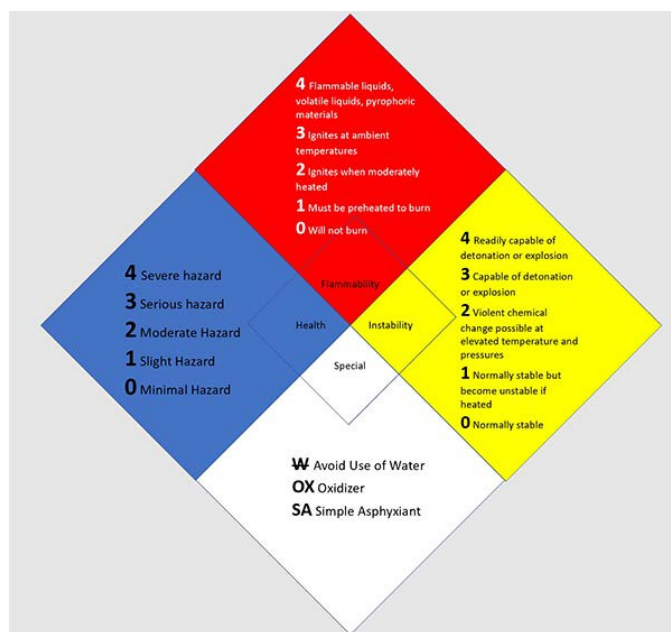 4 Flammable liquids,
volatile liquids, pyrophoric
materials
3 Ignites at ambient
temperatures
2 Ignites when moderately
heated
1 Must be preheated to burn
0 Will not burn
Flammability
4 Severe hazard
3 Serious hazard
2 Moderate Hazard
1 Slight Hazard
0 Minimal Hazard
Health
Instability
4 Readily capable of
detonation or explosion
3 Capable of detonation
or explosion
2 Violent chemical
change possible at
elevated temperature and
pressures
1 Normally stable but
become unstable if
heated
0 Normally stable
Special
W Avoid Use of Water
OX Oxidizer
SA Simple Asphyxiant